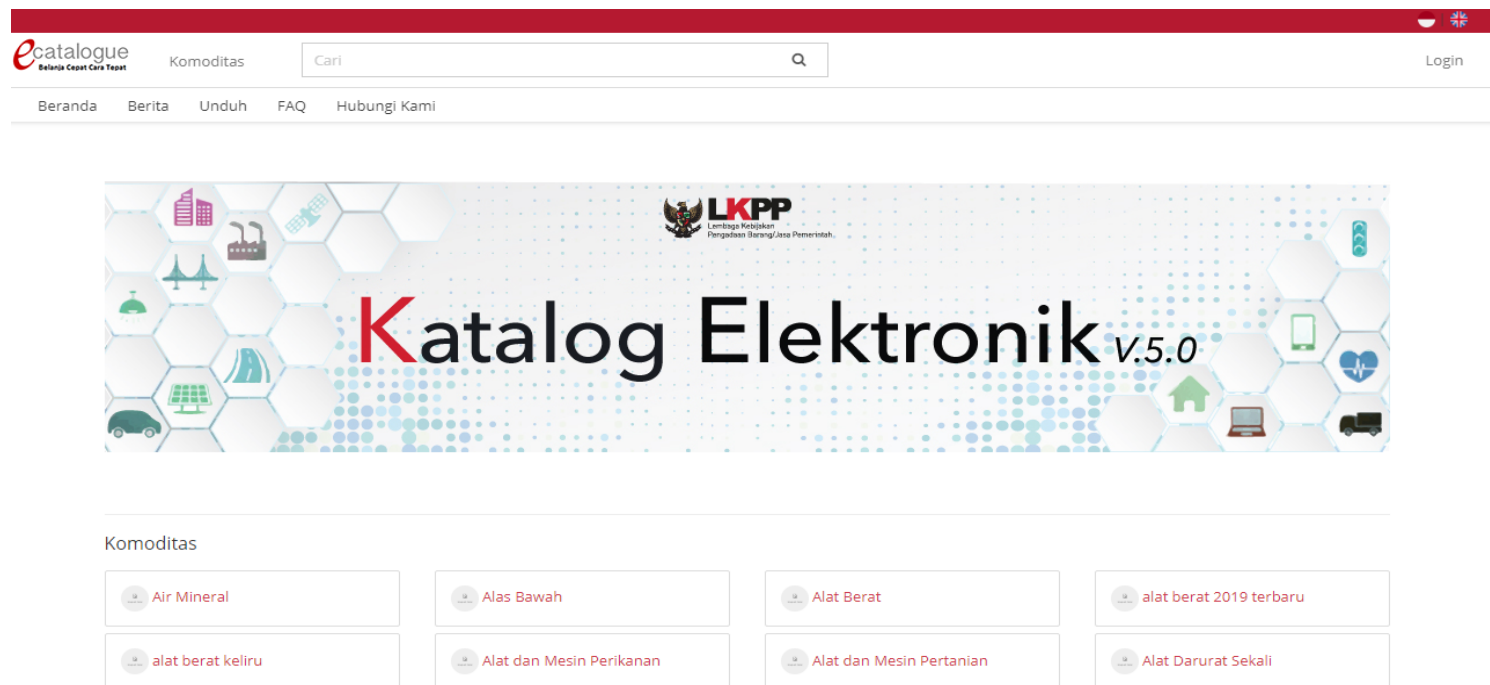 ecatalogue
Belanja Cepat Cara Tepat
Komoditas
Cari
Login
Beranda Berita Unduh FAQ Hubungi Kami
LKPP
Lembaga Kebijakan
Pengadaan Barang/Jasa Pemerintah
Katalog Elektronik V.5.0
Komoditas
Air Mineral
Alas Bawah
Alat Berat
alat berat 2019 terbaru
alat berat keliru
Alat dan Mesin Perikanan
Alat dan Mesin Pertanian
Alat Darurat Sekali